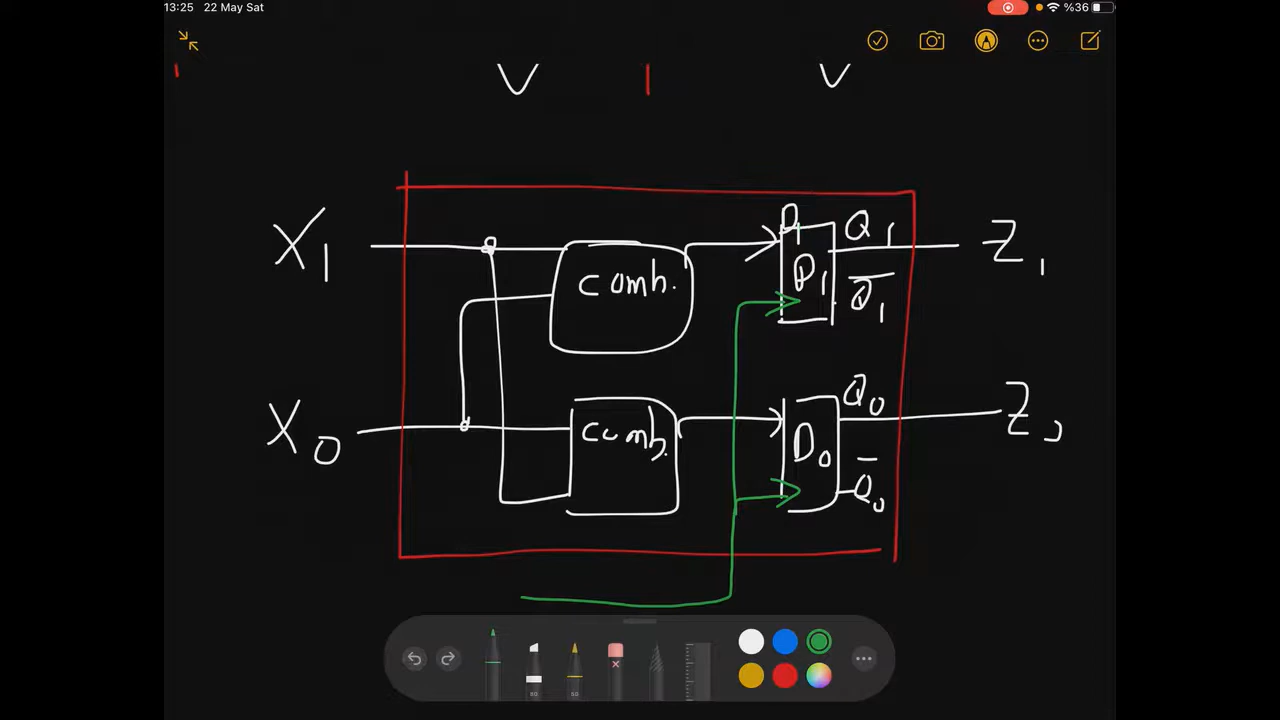 13:25 22 May Sat %36
V | V
X1 comb. D1 D1 Q1 Z1
Q̅1
X0 comb. D0 Q0 Z0
Q̅0